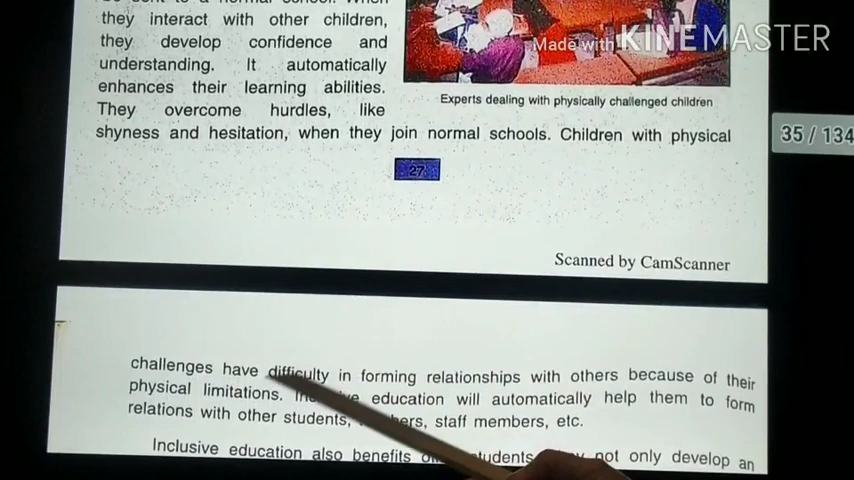 they interact with other children,
they develop confidence and
understanding. It automatically
enhances their learning abilities.
They overcome hurdles, like
shyness and hesitation, when they join normal schools. Children with physical
Made with KINEMASTER
Experts dealing with physically challenged children
35 / 134
27
Scanned by CamScanner
challenges have difficulty in forming relationships with others because of their
physical limitations. education will automatically help them to form
relations with other students, staff members, etc.
Inclusive education also benefits students not only develop an